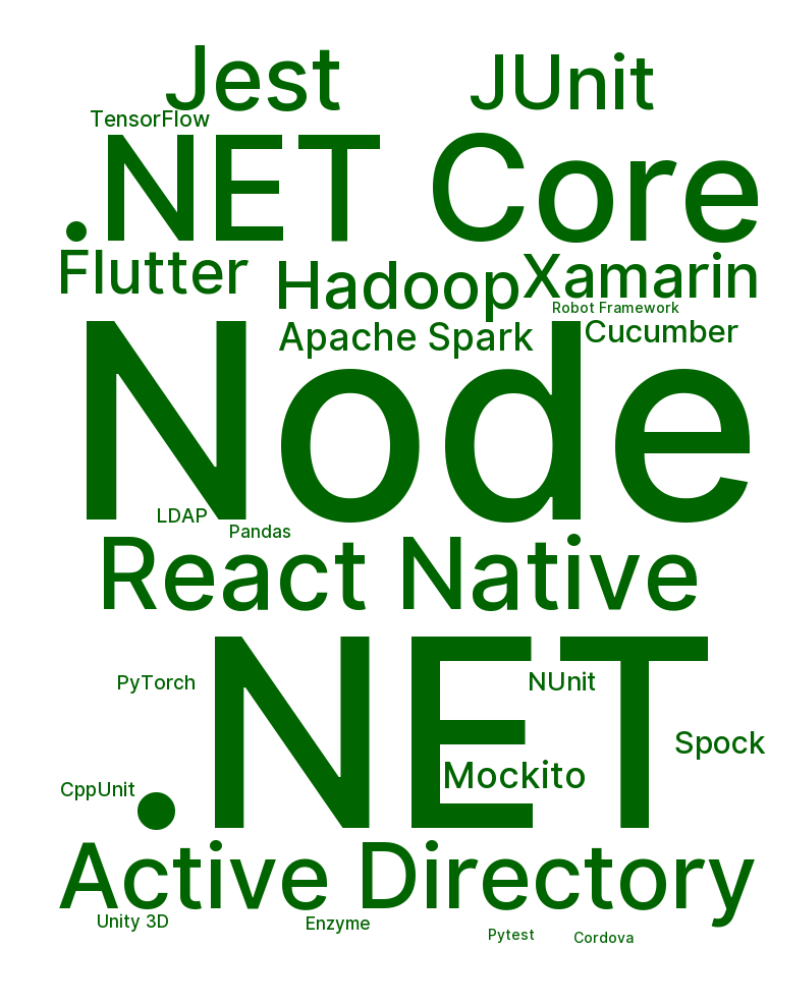 Jest
JUnit
TensorFlow
.NET Core
Flutter
Hadoop
Xamarin
Robot Framework
Apache Spark
Cucumber
Node
LDAP
Pandas
React Native
PyTorch
.NET
NUnit
Spock
Mockito
CppUnit
Active Directory
Unity 3D
Enzyme
Pytest
Cordova